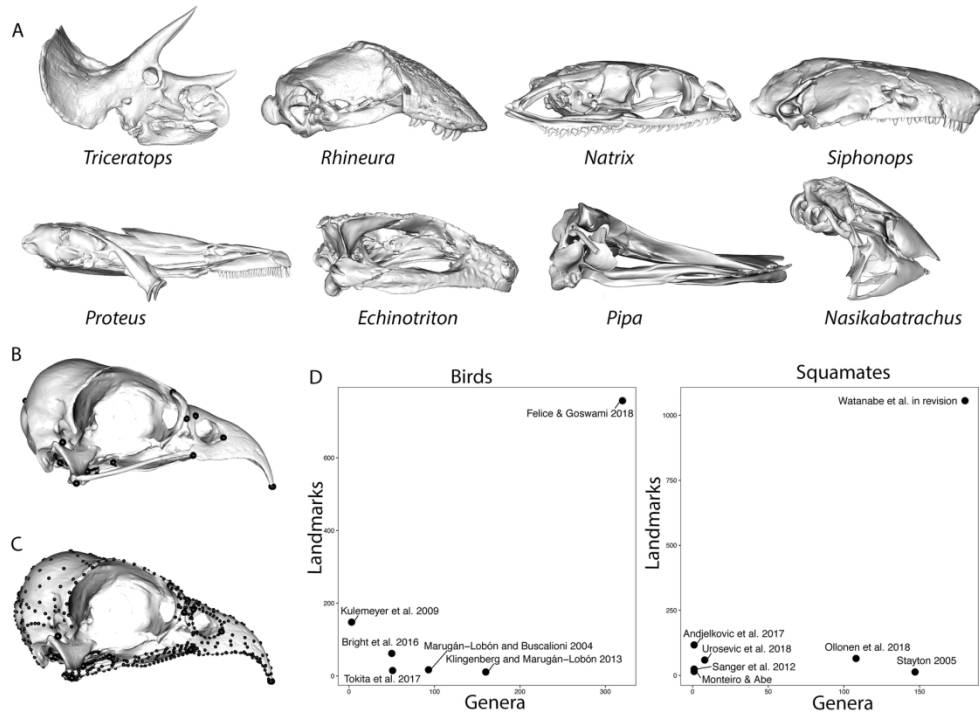 A
Triceratops
Rhineura
Natrix
Siphonops
Proteus
Echinotriton
Pipa
Nasikabatrachus
B
C
D
Birds
Landmarks
600
400
200
0
Felice & Goswami 2018
Kulemeyer et al. 2009
Bright et al. 2016
Marugán−Lobón and Buscalioni 2004
Klingenberg and Marugán−Lobón 2013
Tokita et al. 2017
0
100
200
300
Genera
Squamates
Landmarks
1000
750
500
250
0
Watanabe et al. in revision
Andjelkovic et al. 2017
Urosevic et al. 2018
Sanger et al. 2012
Monteiro & Abe
Ollonen et al. 2018
Stayton 2005
0
50
100
150
Genera